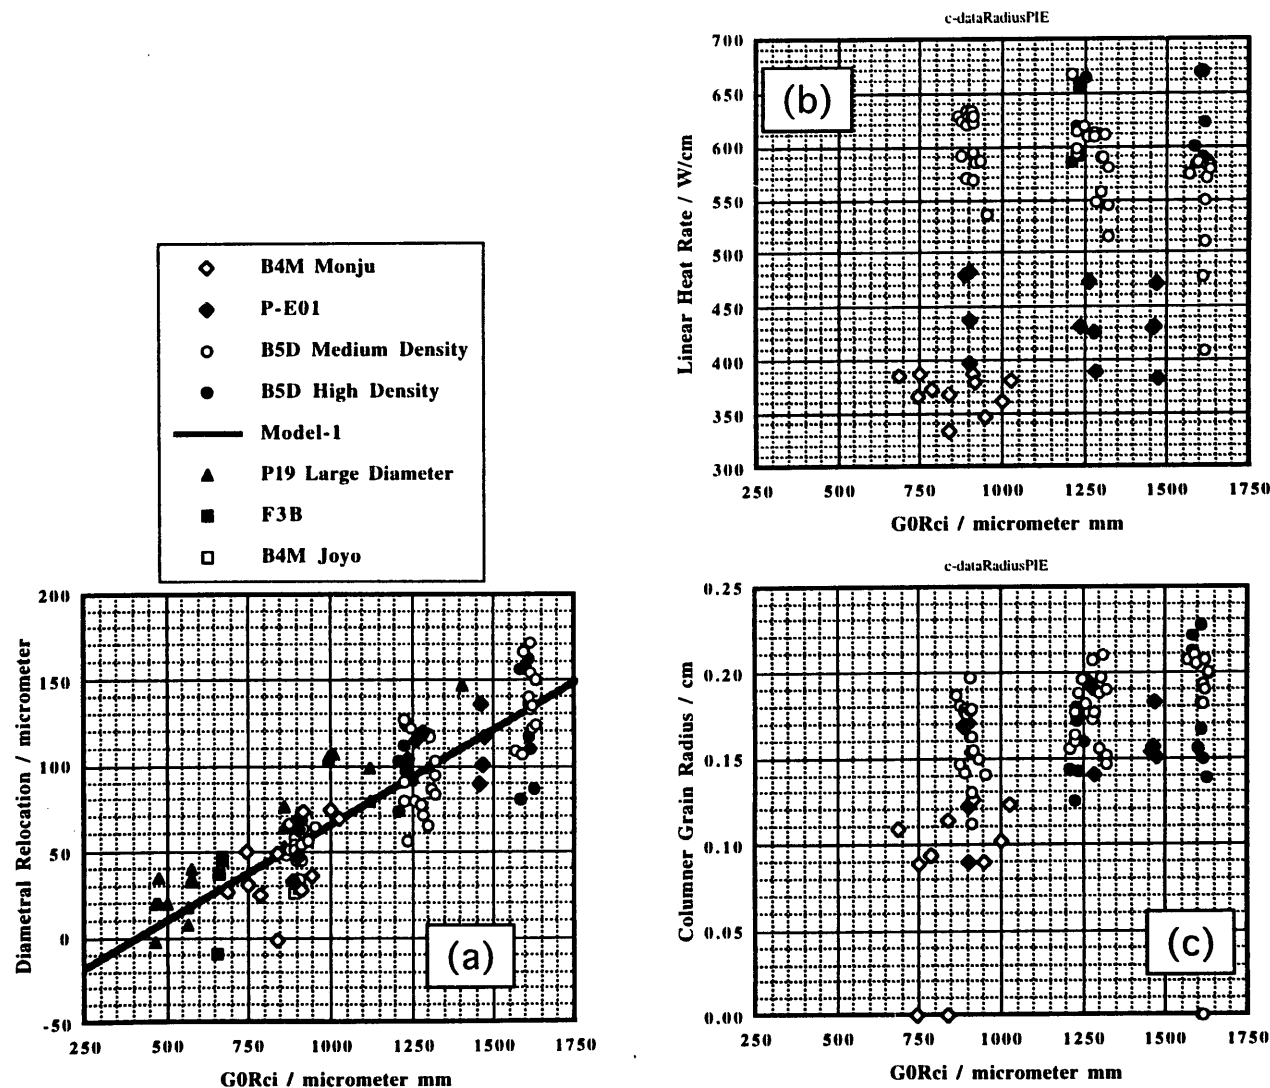 c-dataRadiusPIE
700
650
600
550
500
450
400
350
300
Linear Heat Rate / W/cm
(b)
250 500 750 1000 1250 1500 1750
G0Rci / micrometer mm
B4M Monju
P-E01
B5D Medium Density
B5D High Density
Model-1
P19 Large Diameter
F3B
B4M Joyo
200
150
100
50
0
-50
Diametral Relocation / micrometer
(a)
250 500 750 1000 1250 1500 1750
G0Rci / micrometer mm
c-dataRadiusPIE
0.25
0.20
0.15
0.10
0.05
0.00
Columner Grain Radius / cm
(c)
250 500 750 1000 1250 1500 1750
G0Rci / micrometer mm